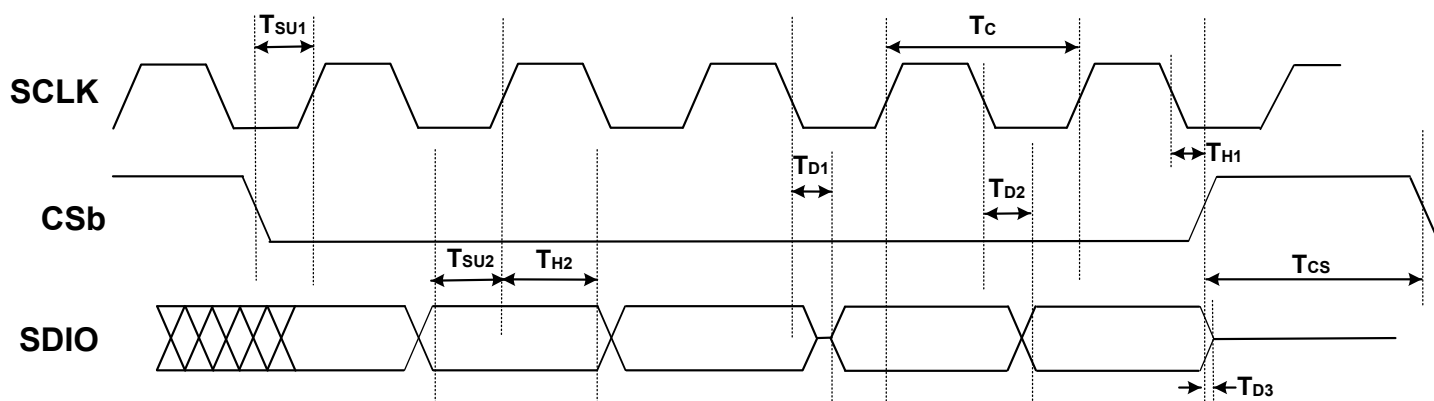 TSU1
TC
SCLK
TH1
TD1
TD2
CSb
TSU2
TH2
TCS
SDIO
TD3